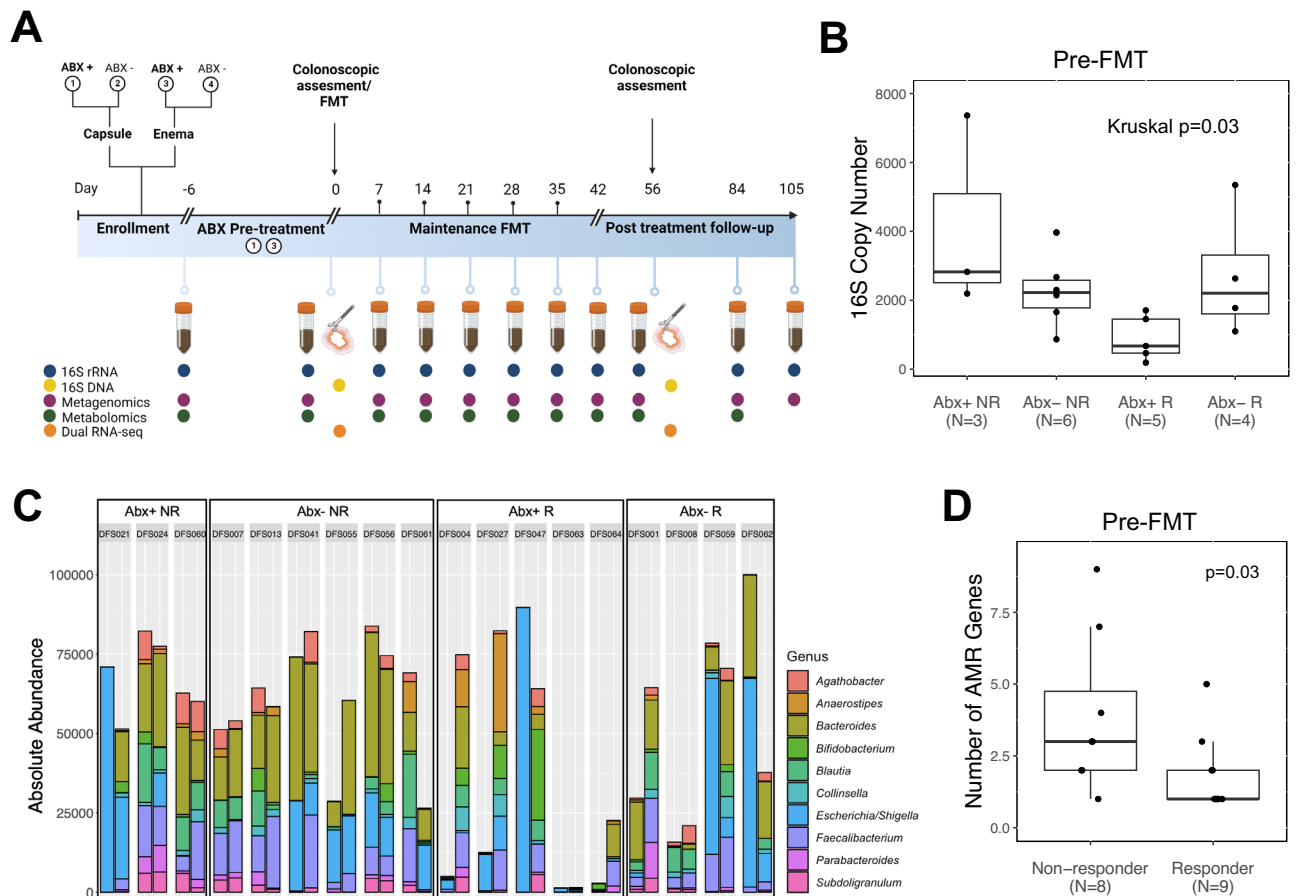 A
ABX + ABX - ABX + ABX -
1 2 3 4
Capsule Enema
Colonoscopic
assesment/
FMT
Colonoscopic
assesment
Day -6 0 7 14 21 28 35 42 56 84 105
Enrollment ABX Pre-treatment Maintenance FMT Post treatment follow-up
1 3
16S rRNA
16S DNA
Metagenomics
Metabolomics
Dual RNA-seq
B
Pre-FMT
Kruskal p=0.03
16S Copy Number
8000
6000
4000
2000
0
Abx+ NR Abx− NR Abx+ R Abx− R
(N=3) (N=6) (N=5) (N=4)
C
Abx+ NR Abx- NR Abx+ R Abx- R
DFS021 DFS024 DFS060 DFS007 DFS013 DFS041 DFS055 DFS056 DFS061 DFS004 DFS027 DFS047 DFS063 DFS064 DFS001 DFS008 DFS059 DFS062
Absolute Abundance
100000
75000
50000
25000
0
Genus
Agathobacter
Anaerostipes
Bacteroides
Bifidobacterium
Blautia
Collinsella
Escherichia/Shigella
Faecalibacterium
Parabacteroides
Subdoligranulum
D
Pre-FMT
p=0.03
Number of AMR Genes
7.5
5.0
2.5
0.0
Non−responder Responder
(N=8) (N=9)